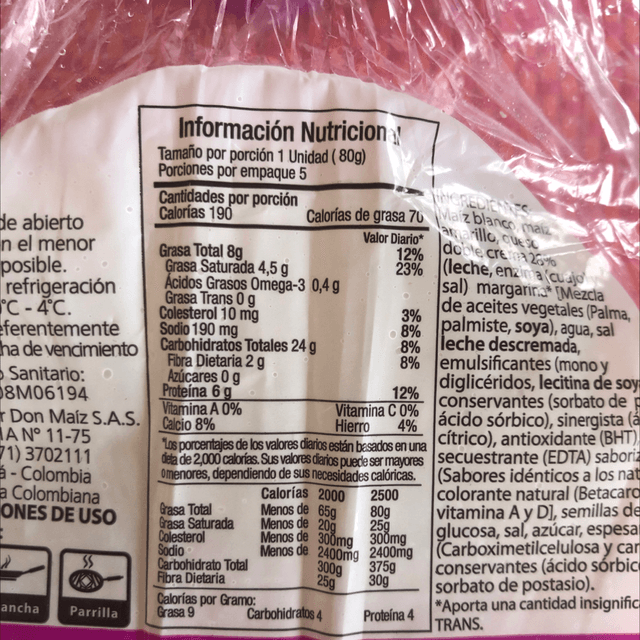 de abierto
n el menor
posible.
refrigeración
°C - 4°C.
eferentemente
ha de vencimiento
Sanitario:
08M06194
r Don Maíz S.A.S.
IA Nº 11-75
71) 3702111
á - Colombia
a Colombiana
ONES DE USO
ancha
Parrilla
Información Nutricional
Tamaño por porción 1 Unidad ( 80g)
Porciones por empaque 5
Cantidades por porción
Calorías 190 Calorías de grasa 70
Valor Diario*
Grasa Total 8g 12%
Grasa Saturada 4,5 g 23%
Ácidos Grasos Omega-3 0,4 g
Grasa Trans 0 g
Colesterol 10 mg 3%
Sodio 190 mg 8%
Carbohidratos Totales 24 g 8%
Fibra Dietaria 2 g 8%
Azúcares 0 g
Proteína 6 g 12%
Vitamina A 0% Vitamina C 0%
Calcio 8% Hierro 4%
*Los porcentajes de los valores diarios están basados en una
dieta de 2,000 calorías. Sus valores diarios puede ser mayores
o menores, dependiendo de sus necesidades calóricas.
Calorías 2000 2500
Grasa Total Menos de 65g 80g
Grasa Saturada Menos de 20g 25g
Colesterol Menos de 300mg 300mg
Sodio Menos de 2400mg 2400mg
Carbohidrato Total 300g 375g
Fibra Dietaria 25g 30g
Calorías por Gramo:
Grasa 9 Carbohidratos 4 Proteína 4
INGREDIENTES
Maíz blanco, maíz
amarillo, queso
doble crema 26%
(leche, enzima (cuajo)
sal) margarina* [Mezcla
de aceites vegetales (Palma,
palmiste, soya), agua, sal
leche descremada,
emulsificantes (mono y
diglicéridos, lecitina de soy
conservantes (sorbato de p
ácido sórbico), sinergista (á
cítrico), antioxidante (BHT)
secuestrante (EDTA) saboriz
(Sabores idénticos a los nat
colorante natural (Betacaro
vitamina A y D], semillas de
glucosa, sal, azúcar, espesa
(Carboximetilcelulosa y car
conservantes (ácido sórbic
sorbato de postasio).
*Aporta una cantidad insignific
TRANS.